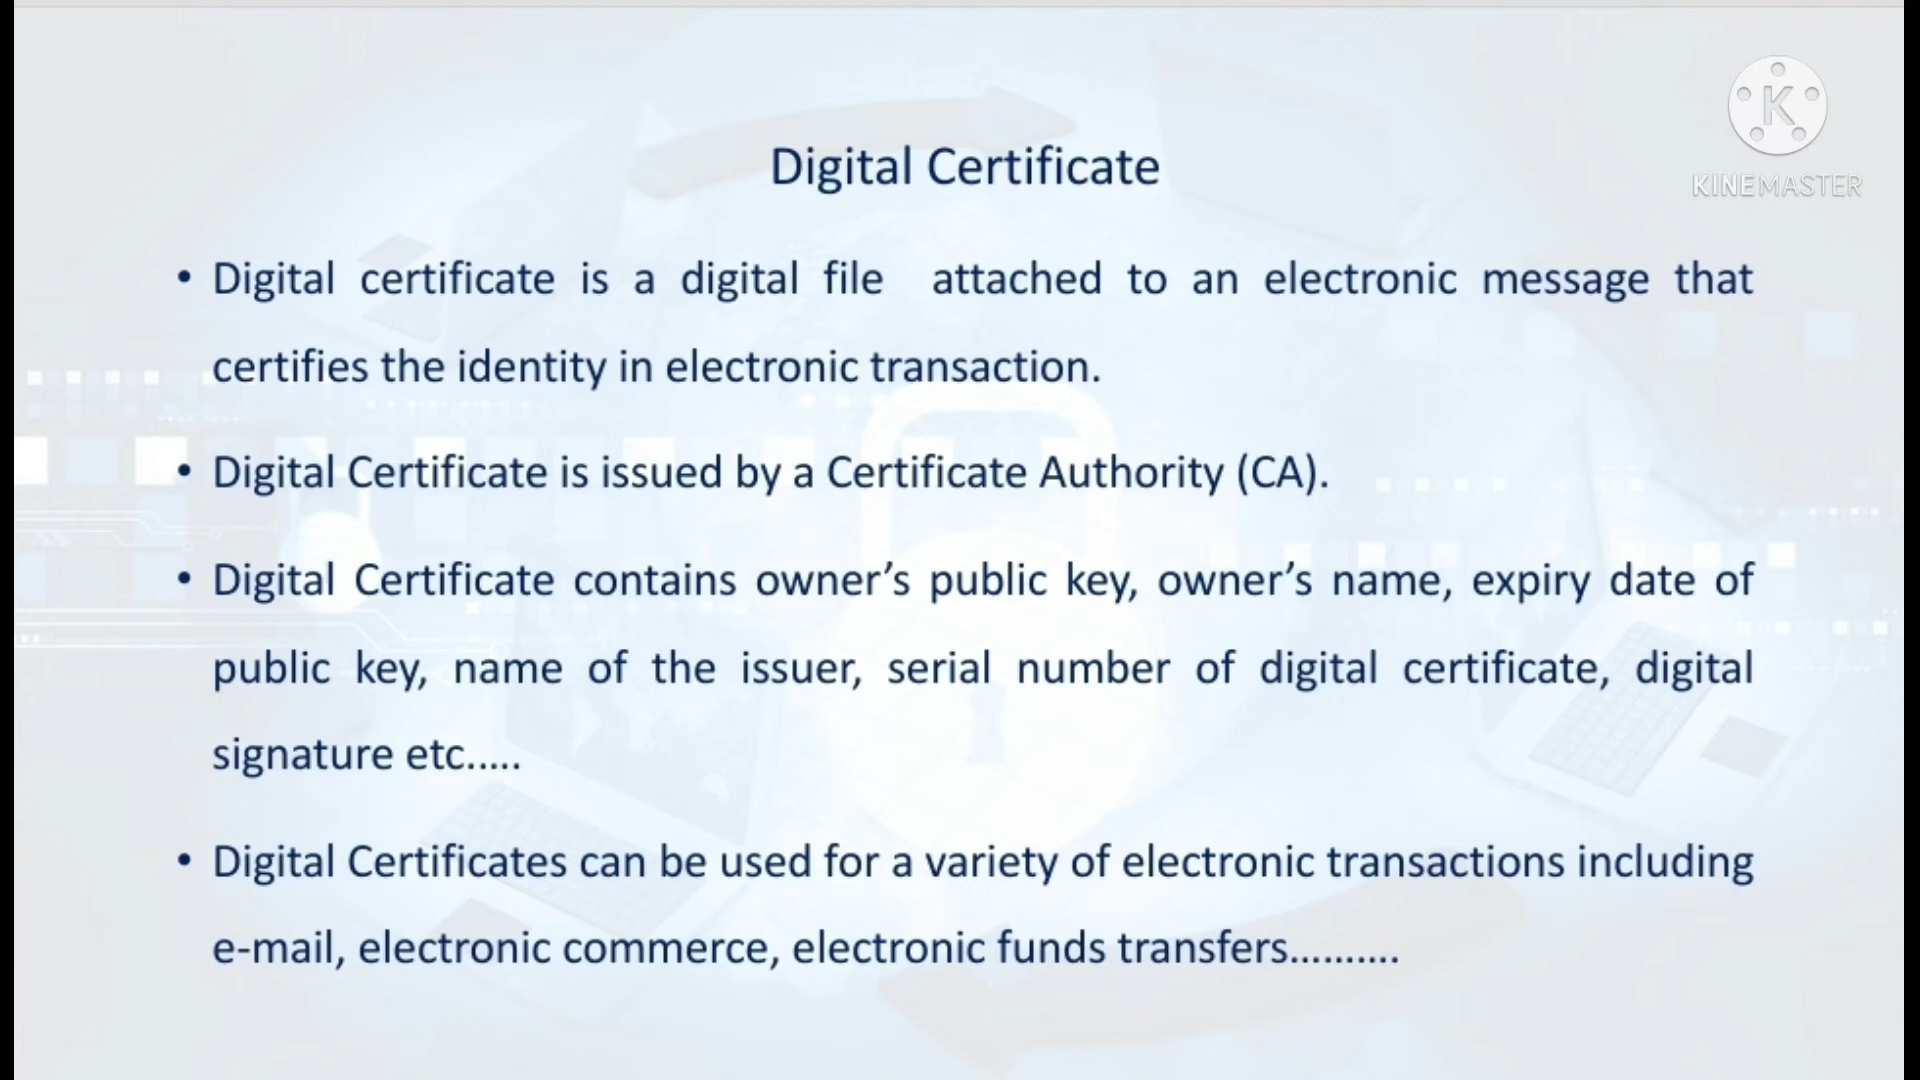 K
KINEMASTER
Digital Certificate
• Digital certificate is a digital file attached to an electronic message that
certifies the identity in electronic transaction.
• Digital Certificate is issued by a Certificate Authority (CA).
• Digital Certificate contains owner’s public key, owner’s name, expiry date of
public key, name of the issuer, serial number of digital certificate, digital
signature etc.....
• Digital Certificates can be used for a variety of electronic transactions including
e-mail, electronic commerce, electronic funds transfers..........